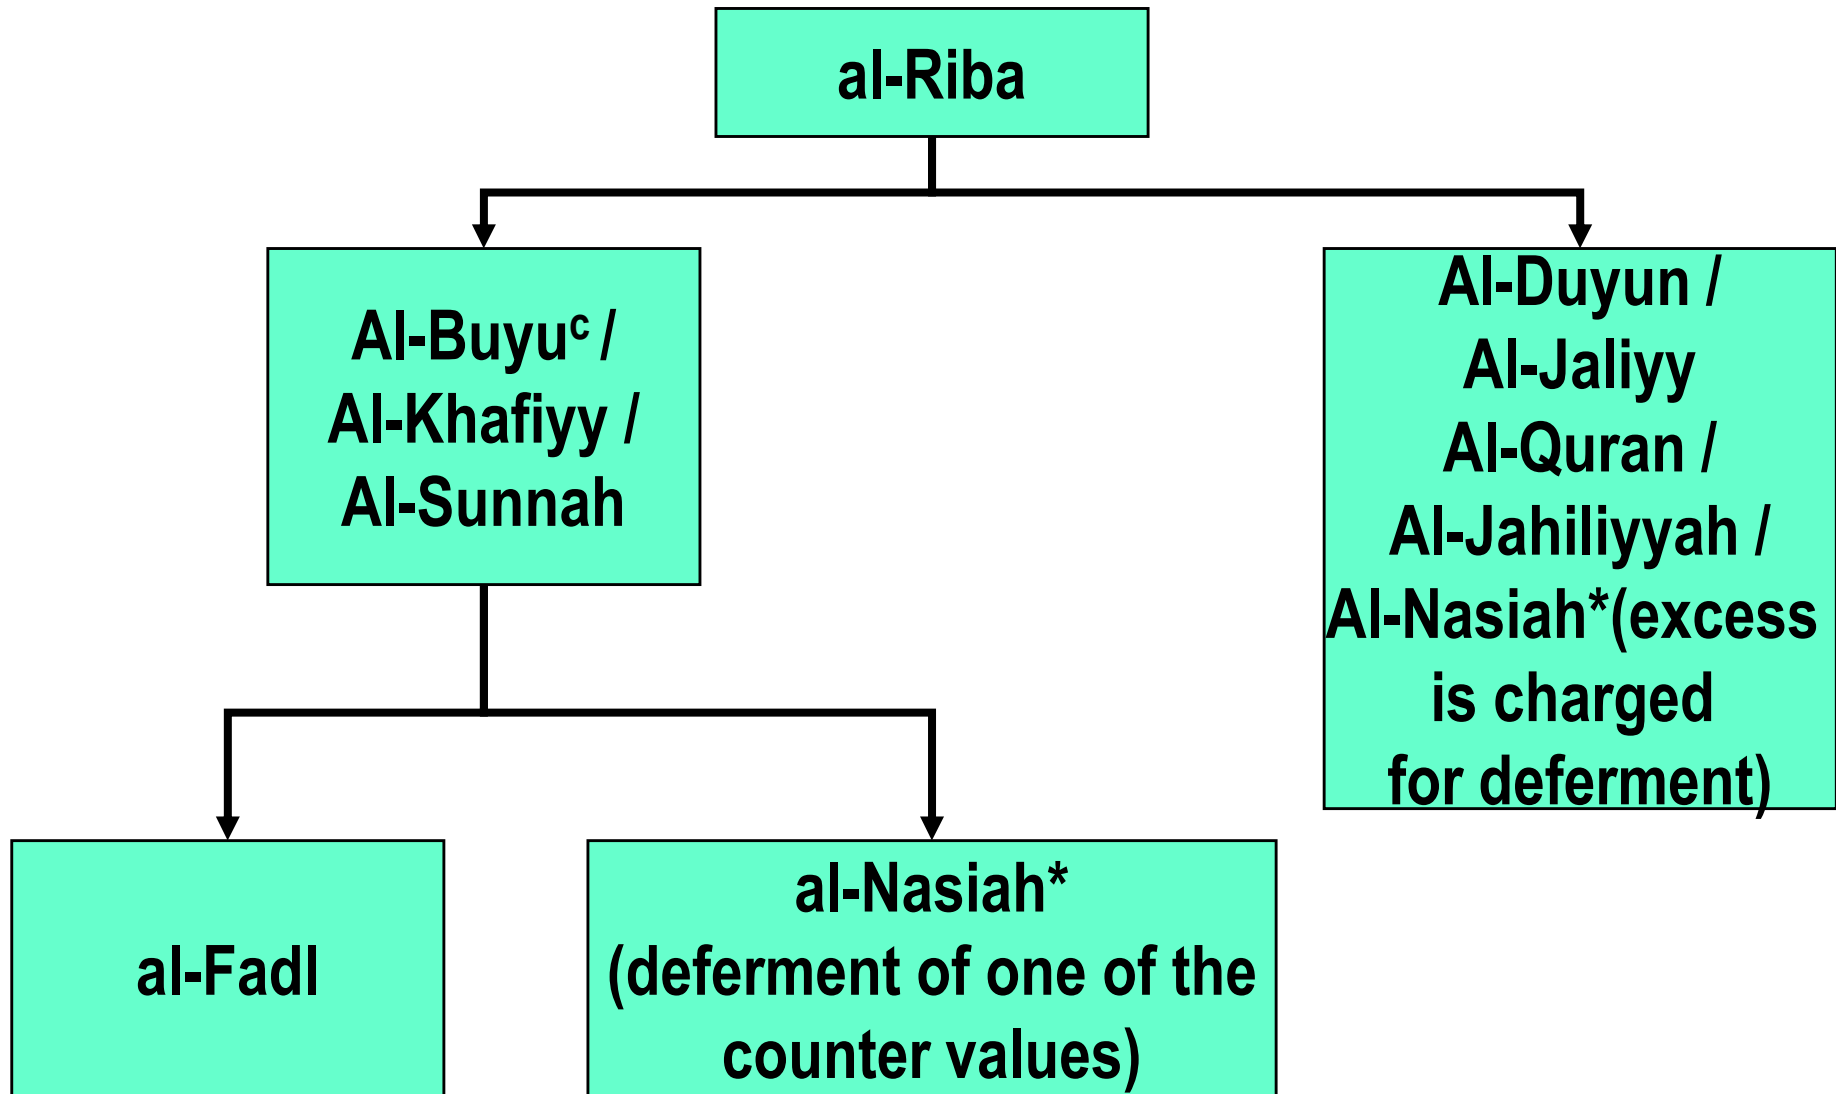 al-Riba
Al-Buyuᶜ /
Al-Khafiyy /
Al-Sunnah
Al-Duyun /
Al-Jaliyy
Al-Quran /
Al-Jahiliyyah /
Al-Nasiah*(excess
is charged
for deferment)
al-Fadl
al-Nasiah*
(deferment of one of the
counter values)